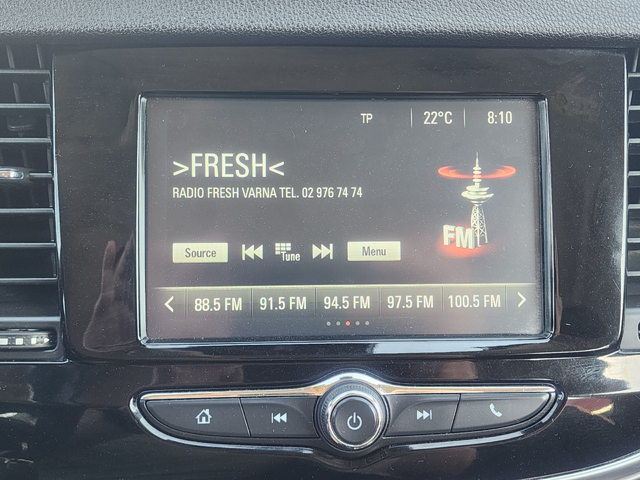 TP 22°C 8:10
>FRESH<
RADIO FRESH VARNA TEL. 02 976 74 74
FM
Source Tune Menu
88.5 FM 91.5 FM 94.5 FM 97.5 FM 100.5 FM